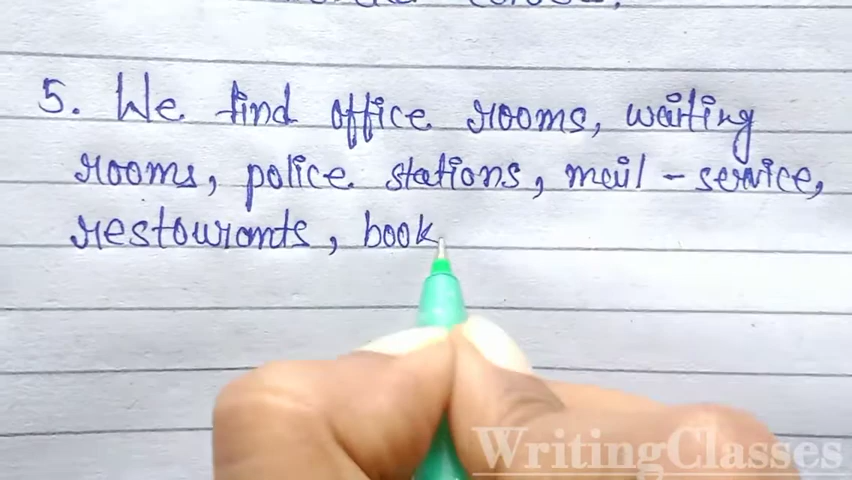 5. We find office rooms, waiting
rooms, police stations, mail-service,
restourants, book
WritingClasses